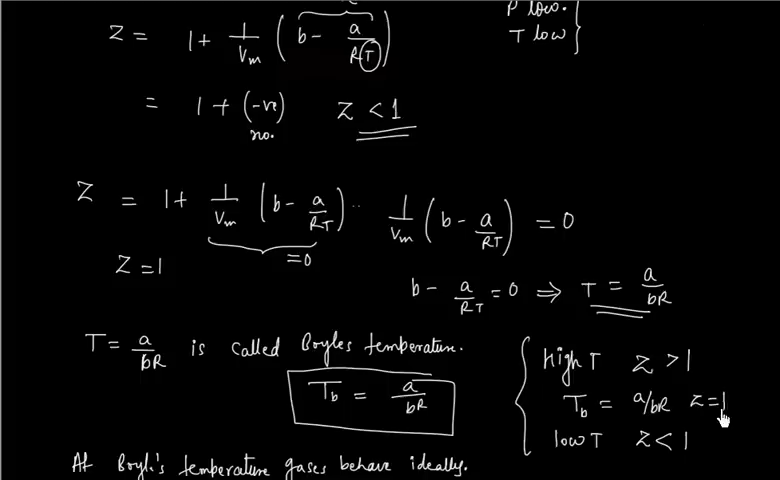 Z = 1 + 1/Vm ( b - a/RT )
P low.
T low }
= 1 + (-ve) no. Z < 1
Z = 1 + 1/Vm ( b - a/RT ) .. 1/Vm ( b - a/RT ) = 0
= 0
Z = 1
b - a/RT = 0 ⇒ T = a/bR
T = a/bR is called Boyles temperature.
Tb = a/bR
{ high T Z > 1
Tb = a/bR z = 1
low T Z < 1
At Boyl's temperature gases behave ideally.